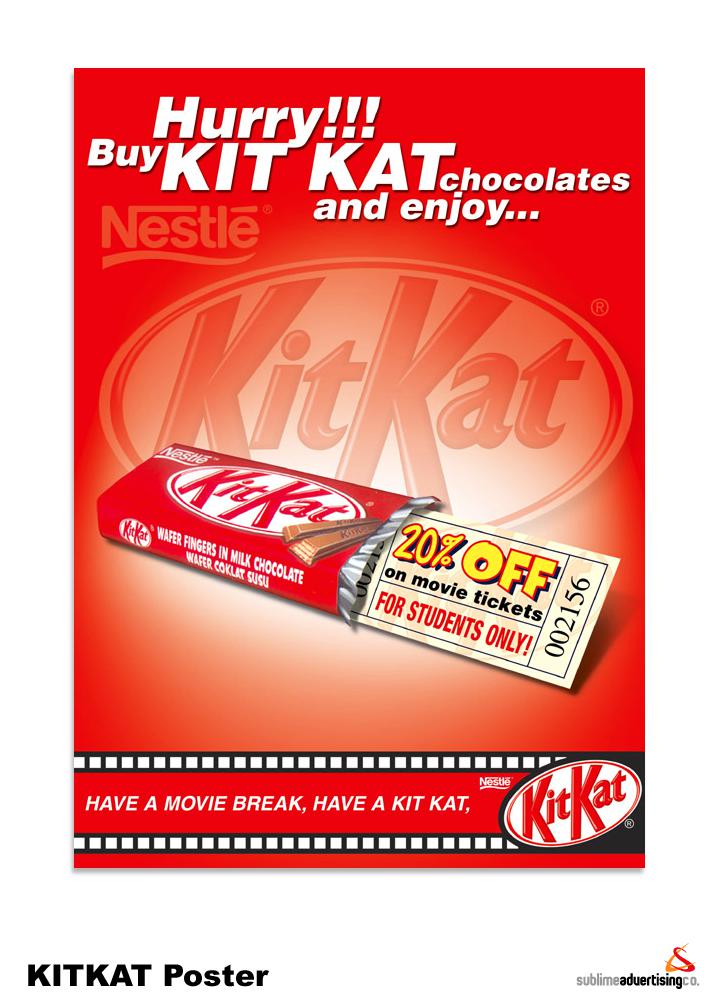 Hurry!!!
Buy KIT KAT chocolates
and enjoy...
Nestlé®
KitKat®
Nestlé
KitKat
KitKat
WAFER FINGERS IN MILK CHOCOLATE
WAFER COKLAT SUSU
20% OFF
on movie tickets
FOR STUDENTS ONLY!
002156
Nestlé
HAVE A MOVIE BREAK, HAVE A KIT KAT,
KitKat®
KITKAT Poster
sublimeadvertisingco.